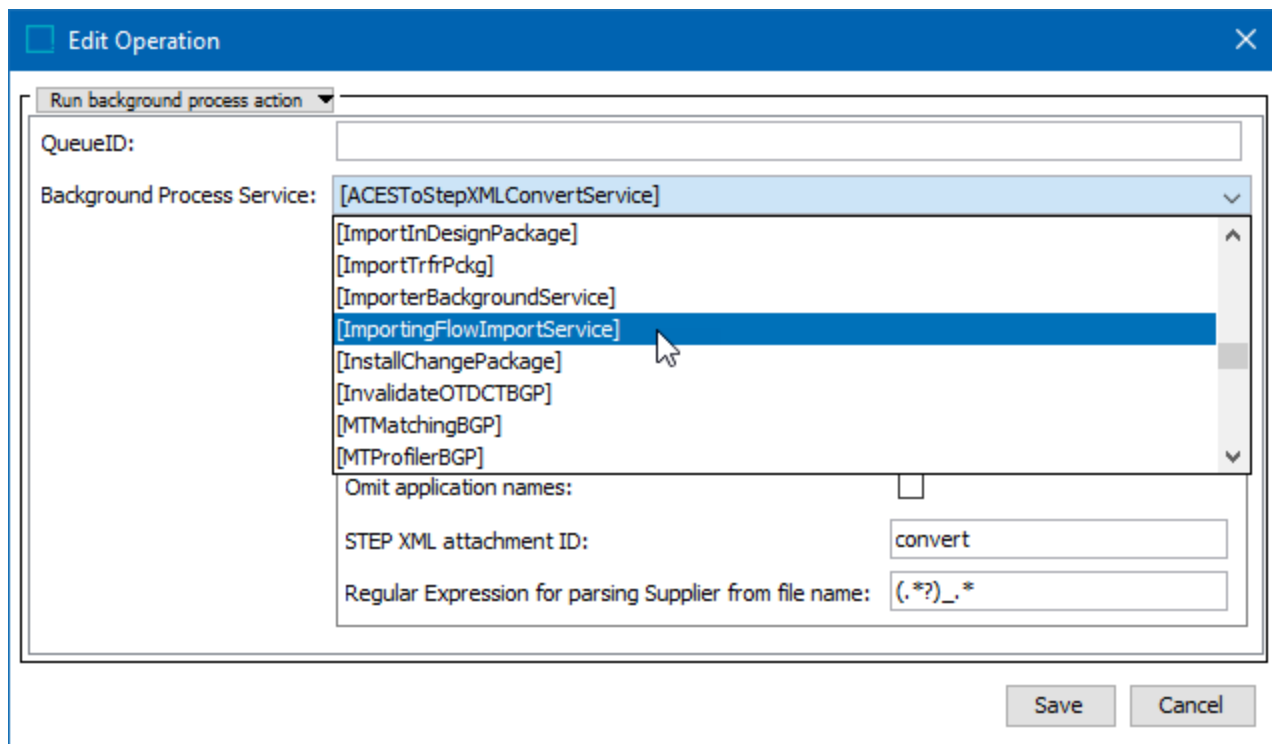 Edit Operation
Run background process action
QueueID:
Background Process Service: [ACESToStepXMLConvertService]
[ImportInDesignPackage]
[ImportTrfrPckg]
[ImporterBackgroundService]
[ImportingFlowImportService]
[InstallChangePackage]
[InvalidateOTDCTBGP]
[MTMatchingBGP]
[MTProfilerBGP]
Omit application names:
STEP XML attachment ID: convert
Regular Expression for parsing Supplier from file name: (.*?)_.*
Save Cancel